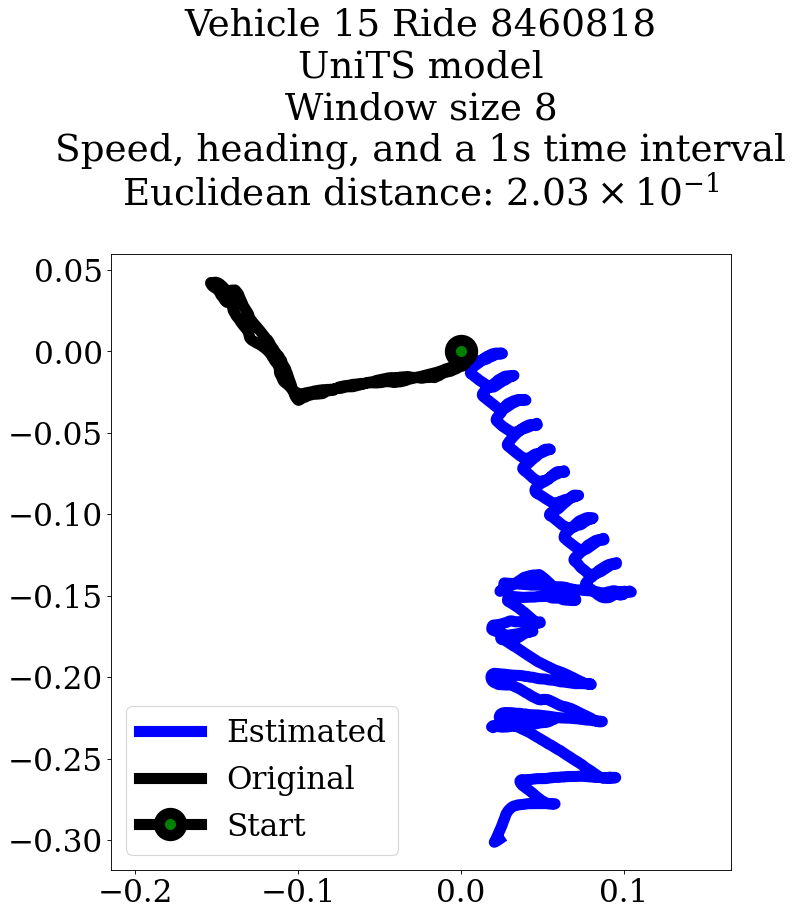 Vehicle 15 Ride 8460818
UniTS model
Window size 8
Speed, heading, and a 1s time interval
Euclidean distance: 2.03 × 10⁻¹
0.05
0.00
−0.05
−0.10
−0.15
−0.20
−0.25
−0.30
Estimated
Original
Start
−0.2
−0.1
0.0
0.1